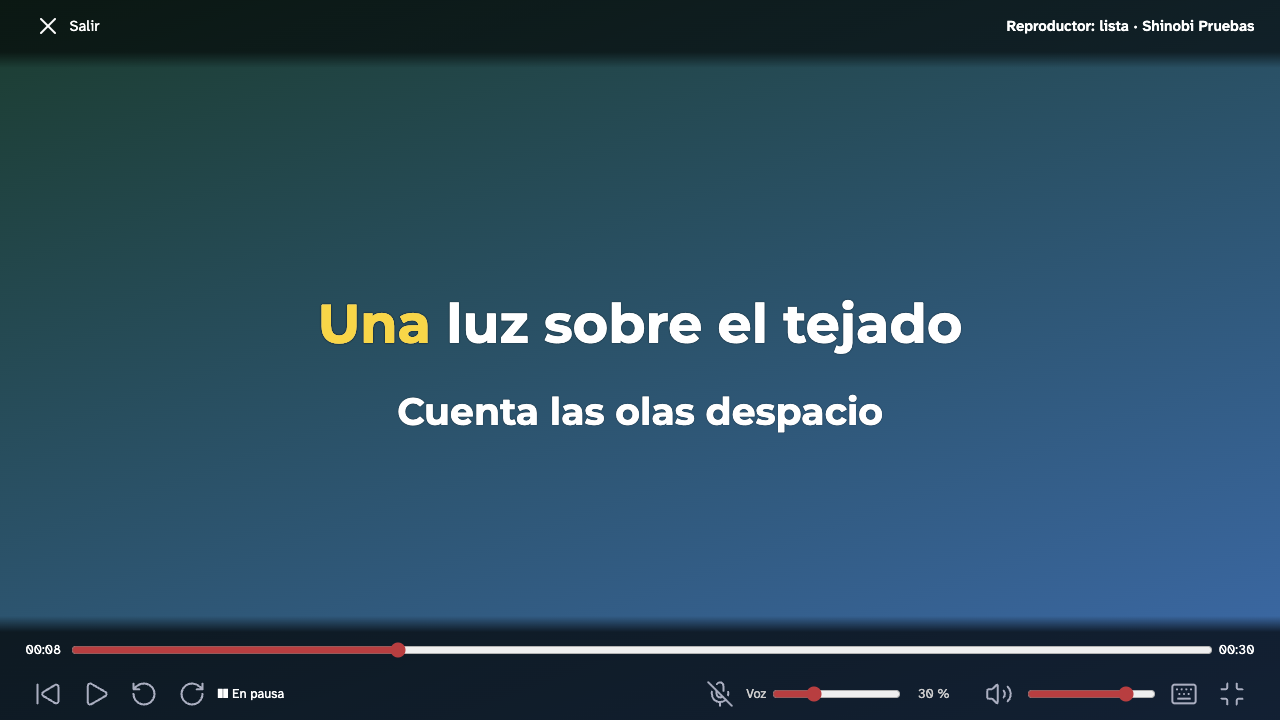 Salir
Reproductor: lista · Shinobi Pruebas
Una luz sobre el tejado
Cuenta las olas despacio
00:08
00:30
En pausa
Voz
30 %